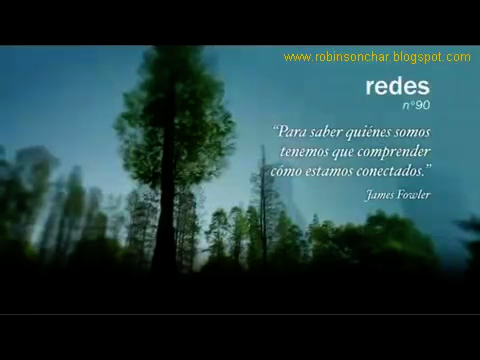 www.robinsonchar.blogspot.com
redes
nº90
“Para saber quiénes somos
tenemos que comprender
cómo estamos conectados.”
James Fowler